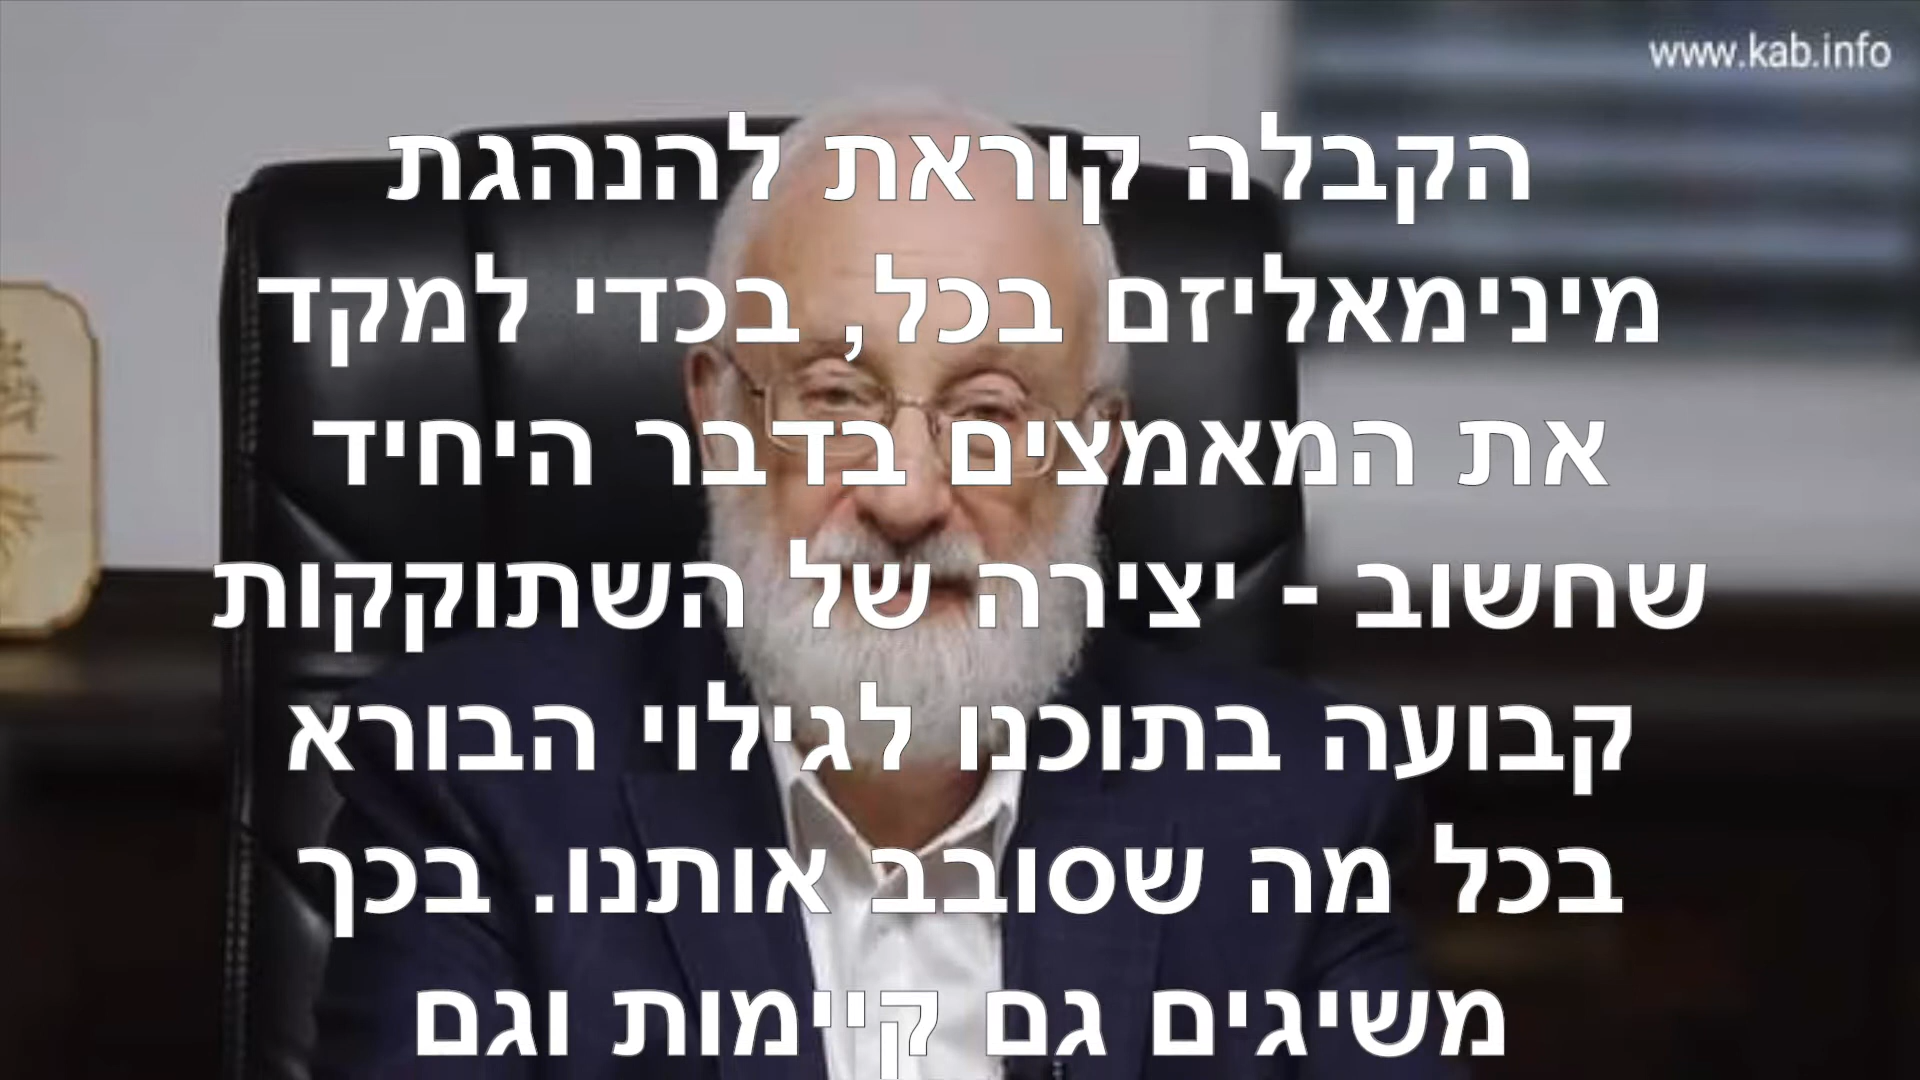 www.kab.info
הקבלה קוראת להנהגת
מינימאליזם בכל, בכדי למקד
את המאמצים בדבר היחיד
שחשוב - יצירה של השתוקקות
קבועה בתוכנו לגילוי הבורא
בכל מה שסובב אותנו. בכך
משיגים גם קיימות וגם